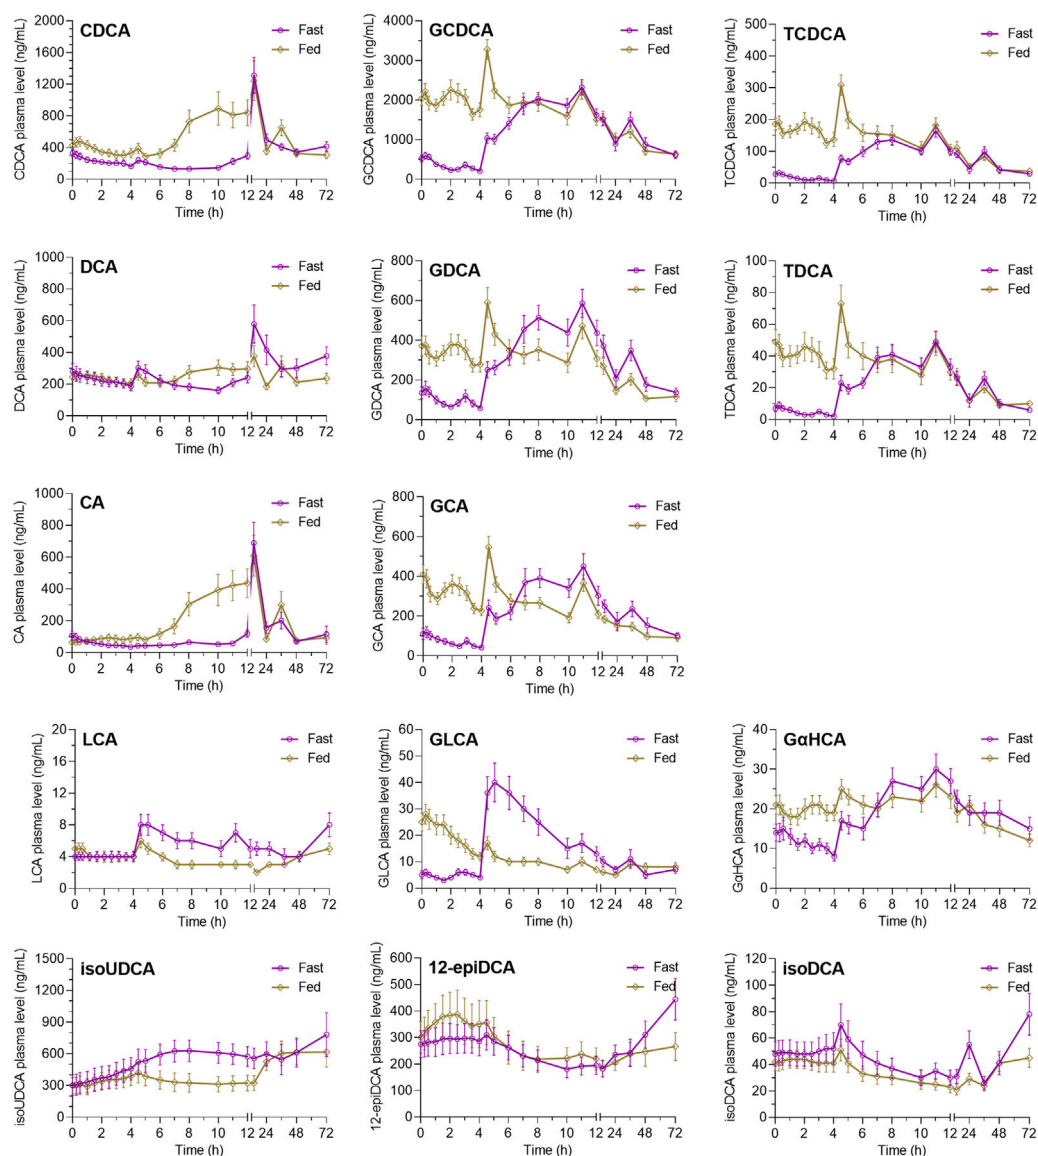 CDCA
Fast
Fed
CDCA plasma level (ng/mL)
2000
1600
1200
800
400
0
0 2 4 6 8 10 12 24 48 72
Time (h)
GCDCA
Fast
Fed
GCDCA plasma level (ng/mL)
4000
3000
2000
1000
0
0 2 4 6 8 10 12 24 48 72
Time (h)
TCDCA
Fast
Fed
TCDCA plasma level (ng/mL)
500
400
300
200
100
0
0 2 4 6 8 10 12 24 48 72
Time (h)
DCA
Fast
Fed
DCA plasma level (ng/mL)
1000
800
600
400
200
0
0 2 4 6 8 10 12 24 48 72
Time (h)
GDCA
Fast
Fed
GDCA plasma level (ng/mL)
800
600
400
200
0
0 2 4 6 8 10 12 24 48 72
Time (h)
TDCA
Fast
Fed
TDCA plasma level (ng/mL)
100
80
60
40
20
0
0 2 4 6 8 10 12 24 48 72
Time (h)
CA
Fast
Fed
CA plasma level (ng/mL)
1000
800
600
400
200
0
0 2 4 6 8 10 12 24 48 72
Time (h)
GCA
Fast
Fed
GCA plasma level (ng/mL)
800
600
400
200
0
0 2 4 6 8 10 12 24 48 72
Time (h)
LCA
Fast
Fed
LCA plasma level (ng/mL)
20
16
12
8
4
0
0 2 4 6 8 10 12 24 48 72
Time (h)
GLCA
Fast
Fed
GLCA plasma level (ng/mL)
60
50
40
30
20
10
0
0 2 4 6 8 10 12 24 48 72
Time (h)
GαHCA
Fast
Fed
GαHCA plasma level (ng/mL)
40
30
20
10
0
0 2 4 6 8 10 12 24 48 72
Time (h)
isoUDCA
Fast
Fed
isoUDCA plasma level (ng/mL)
1500
1200
900
600
300
0
0 2 4 6 8 10 12 24 48 72
Time (h)
12-epiDCA
Fast
Fed
12-epiDCA plasma level (ng/mL)
600
500
400
300
200
100
0
0 2 4 6 8 10 12 24 48 72
Time (h)
isoDCA
Fast
Fed
isoDCA plasma level (ng/mL)
120
100
80
60
40
20
0
0 2 4 6 8 10 12 24 48 72
Time (h)